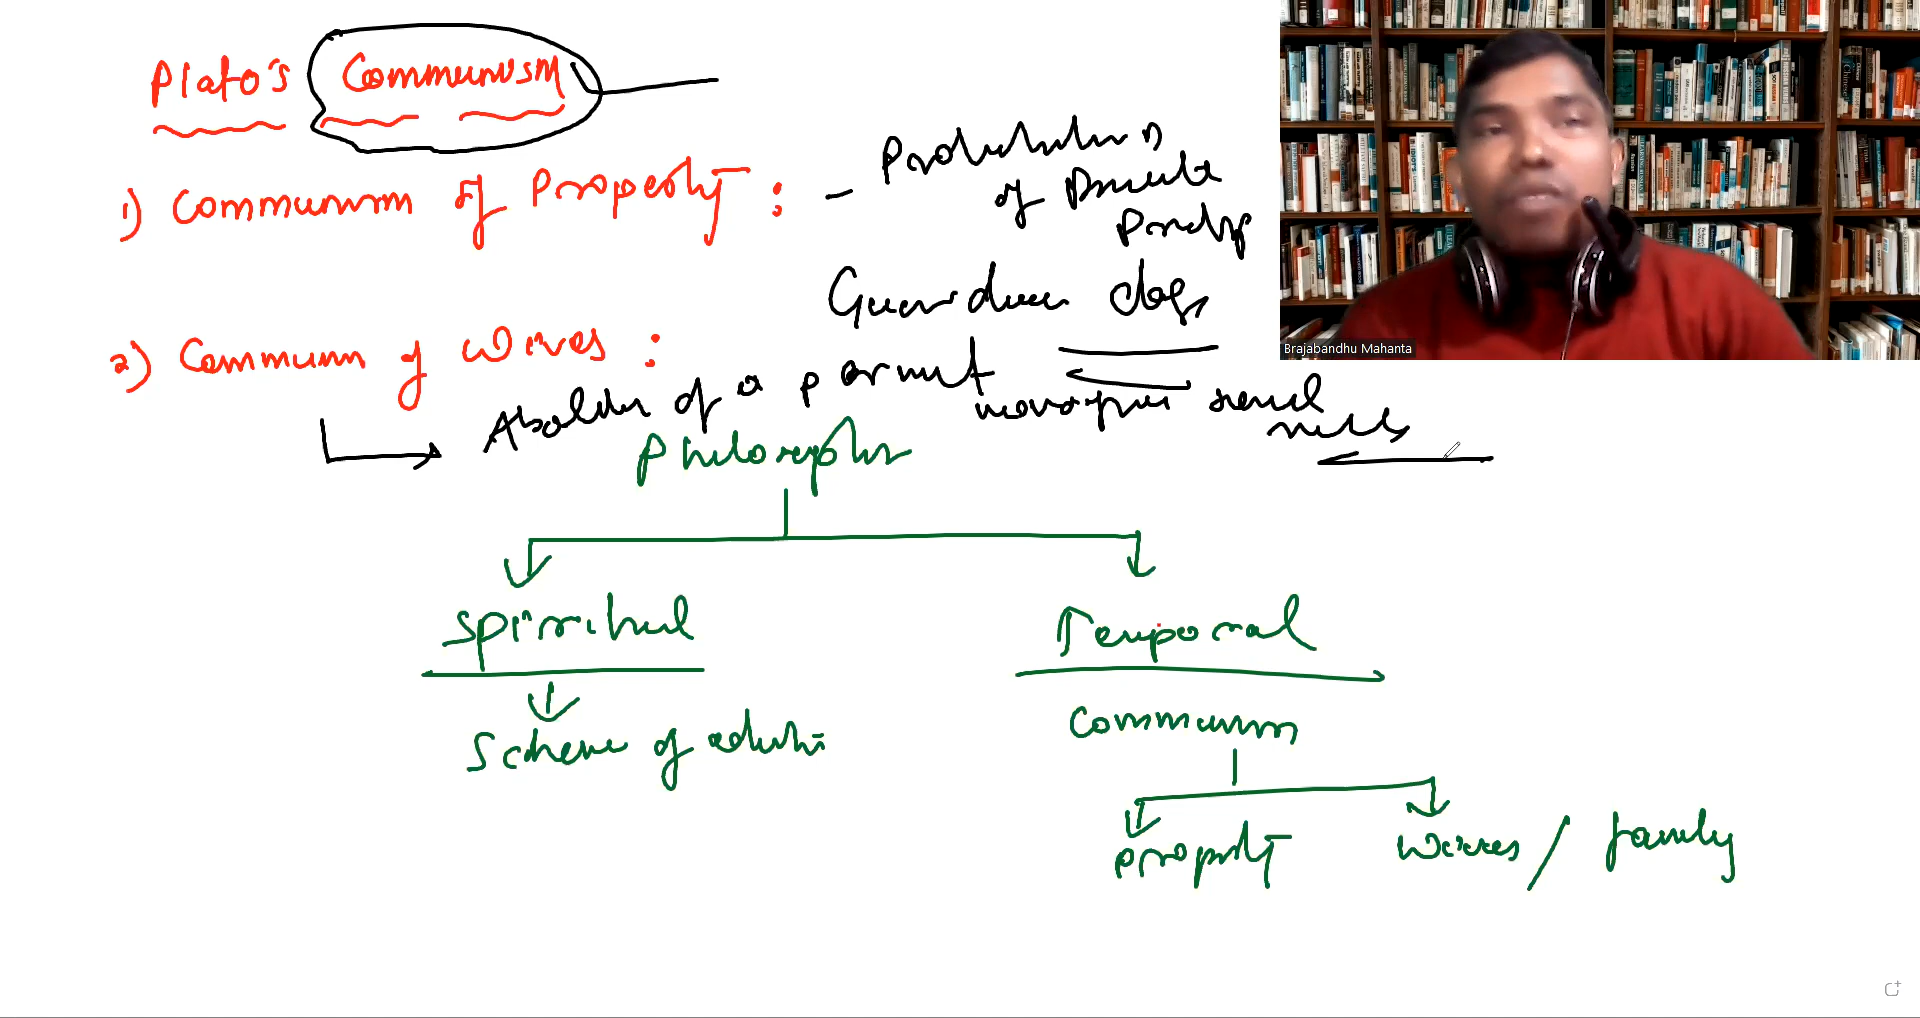 Plato's Communism
1) Communism of Property : - Prohibition
of Private
Property
Guardian class
2) Communism of Wives :
Abolition of a permanent monogamous sexual
Philosopher
Spiritual
Temporal
Scheme of education
Communism
Property
Wives / family
Brajabandhu Mahanta